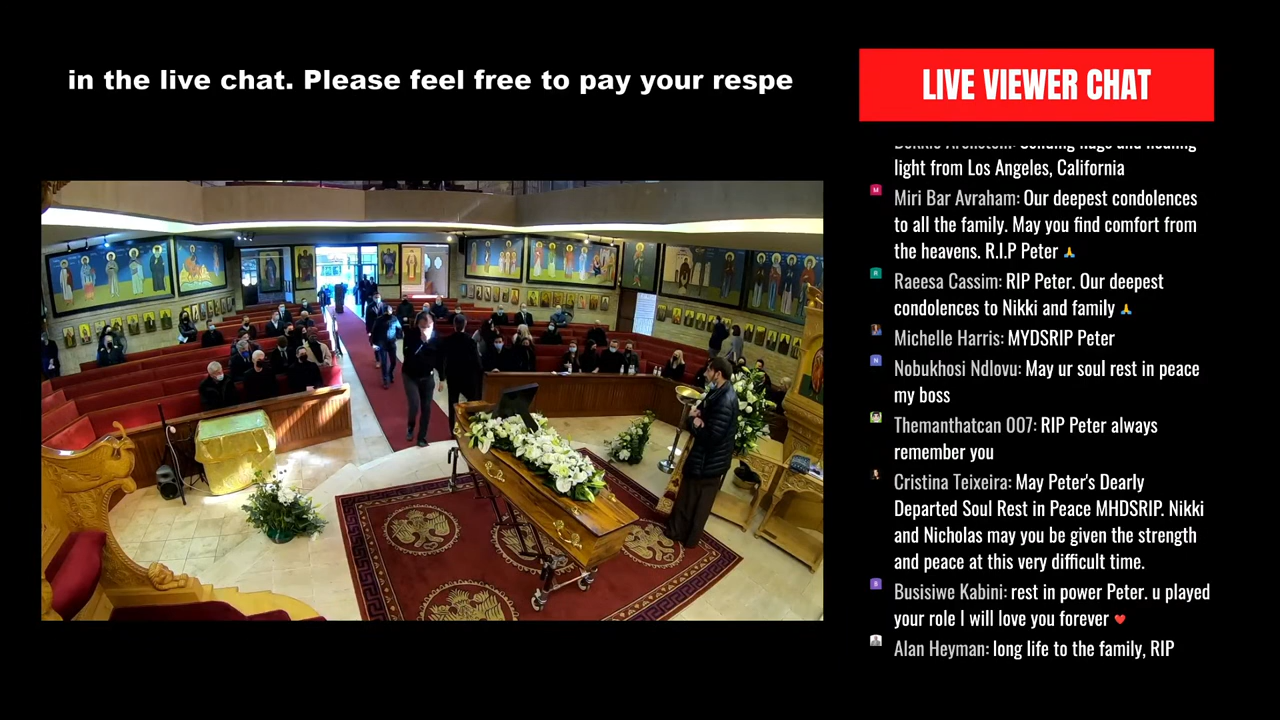 in the live chat. Please feel free to pay your respe
LIVE VIEWER CHAT
light from Los Angeles, California
Miri Bar Avraham: Our deepest condolences
to all the family. May you find comfort from
the heavens. R.I.P Peter 🙏
Raeesa Cassim: RIP Peter. Our deepest
condolences to Nikki and family 🙏
Michelle Harris: MYDSRIP Peter
Nobukhosi Ndlovu: May ur soul rest in peace
my boss
Themanthatcan 007: RIP Peter always
remember you
Cristina Teixeira: May Peter's Dearly
Departed Soul Rest in Peace MHDSRIP. Nikki
and Nicholas may you be given the strength
and peace at this very difficult time.
Busisiwe Kabini: rest in power Peter. u played
your role I will love you forever ❤
Alan Heyman: long life to the family, RIP